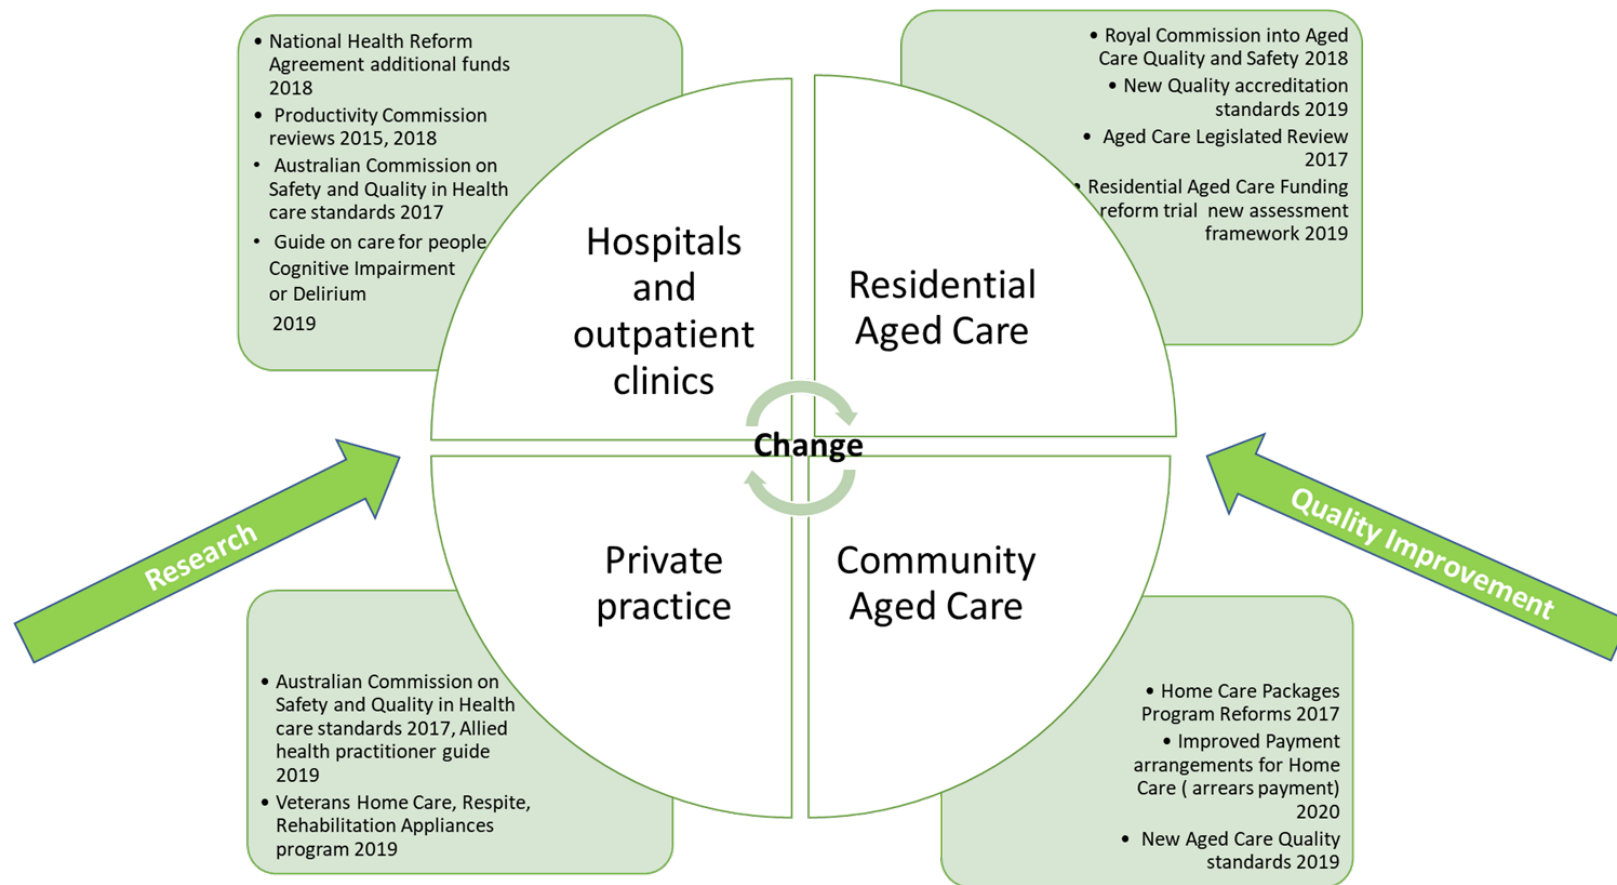 • National Health Reform
Agreement additional funds
2018
• Productivity Commission
reviews 2015, 2018
• Australian Commission on
Safety and Quality in Health
care standards 2017
• Guide on care for people
Cognitive Impairment
or Delirium
2019
• Royal Commission into Aged
Care Quality and Safety 2018
• New Quality accreditation
standards 2019
• Aged Care Legislated Review
2017
• Residential Aged Care Funding
reform trial new assessment
framework 2019
Hospitals
and
outpatient
clinics
Residential
Aged Care
Change
Research
Quality Improvement
Private
practice
Community
Aged Care
• Australian Commission on
Safety and Quality in Health
care standards 2017, Allied
health practitioner guide
2019
• Veterans Home Care, Respite,
Rehabilitation Appliances
program 2019
• Home Care Packages
Program Reforms 2017
• Improved Payment
arrangements for Home
Care ( arrears payment)
2020
• New Aged Care Quality
standards 2019